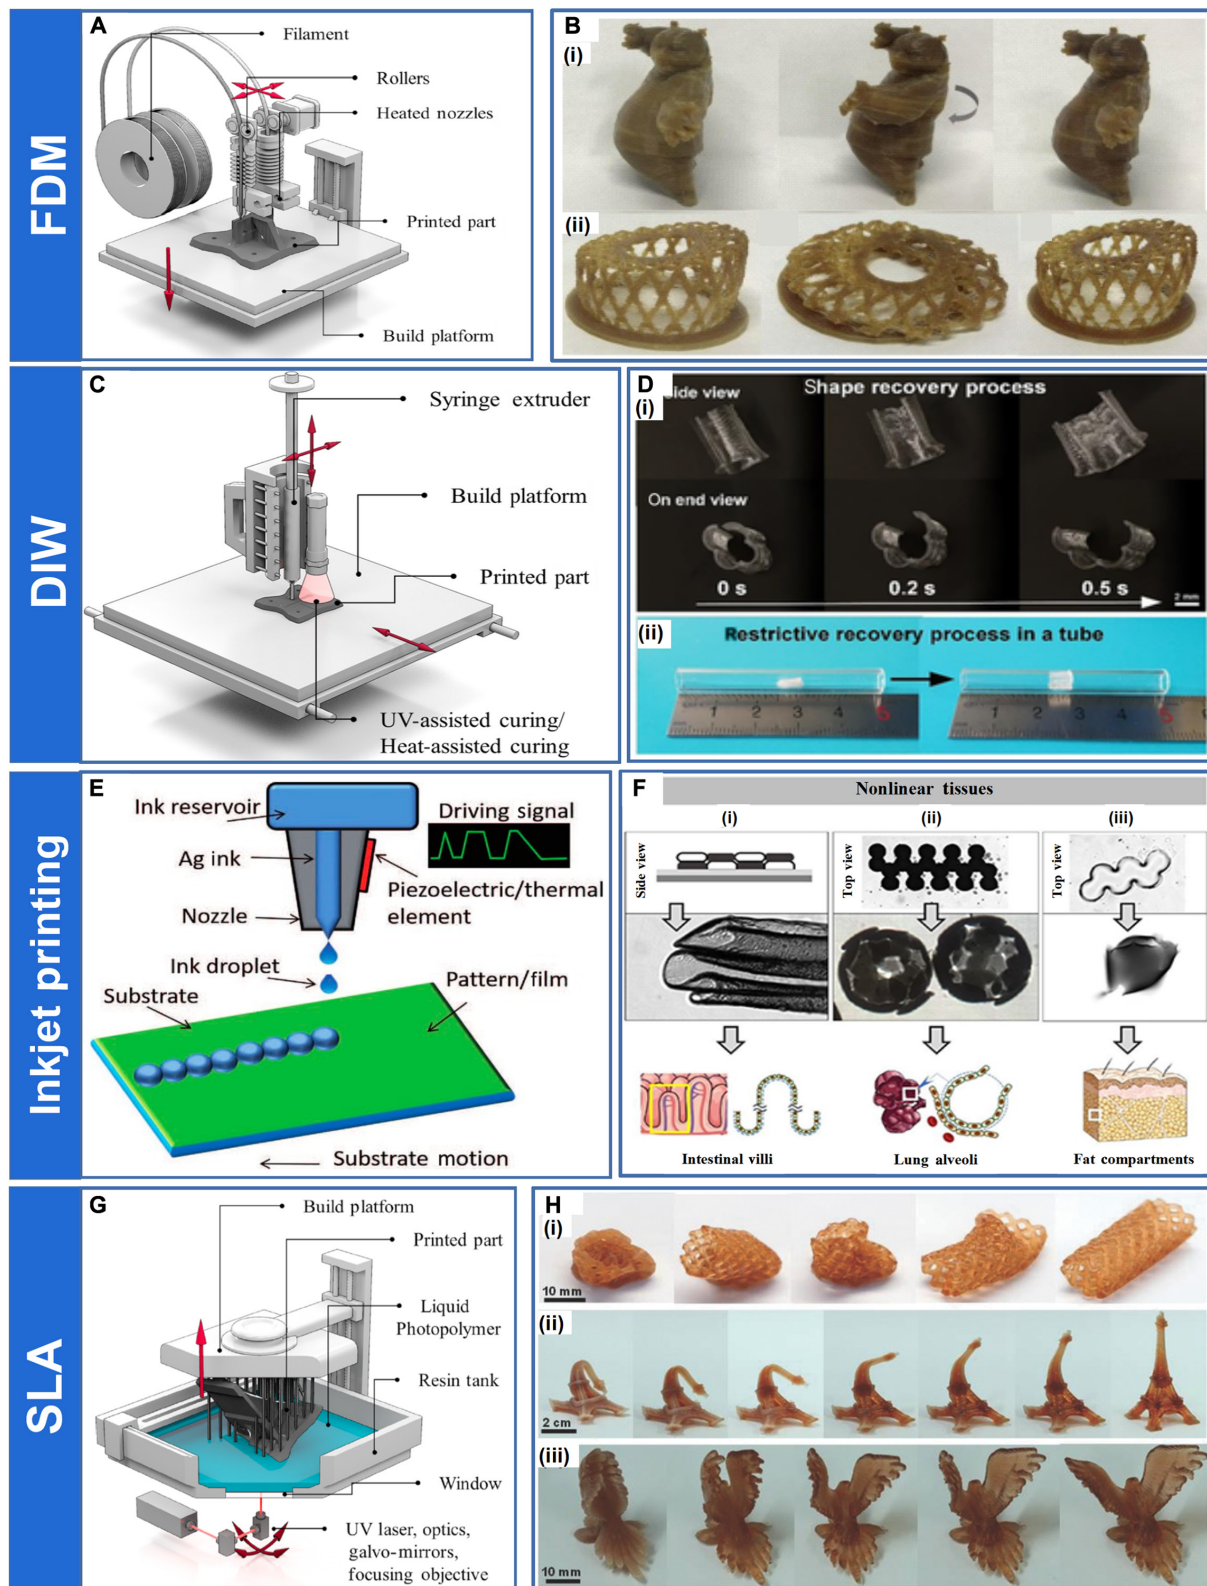 FDM
A
Filament
Rollers
Heated nozzles
Printed part
Build platform
B
(i)
(ii)
DIW
C
Syringe extruder
Build platform
Printed part
UV-assisted curing/
Heat-assisted curing
D
(i)
Side view
Shape recovery process
On end view
0 s
0.2 s
0.5 s
2 mm
(ii)
Restrictive recovery process in a tube
1 2 3 4 5
1 2 3 4 5
Inkjet printing
E
Ink reservoir
Driving signal
Ag ink
Piezoelectric/thermal
element
Nozzle
Ink droplet
Pattern/film
Substrate
Substrate motion
F
Nonlinear tissues
(i)
(ii)
(iii)
Side view
Top view
Top view
Intestinal villi
Lung alveoli
Fat compartments
SLA
G
Build platform
Printed part
Liquid
Photopolymer
Resin tank
Window
UV laser, optics,
galvo-mirrors,
focusing objective
H
(i)
10 mm
(ii)
2 cm
(iii)
10 mm